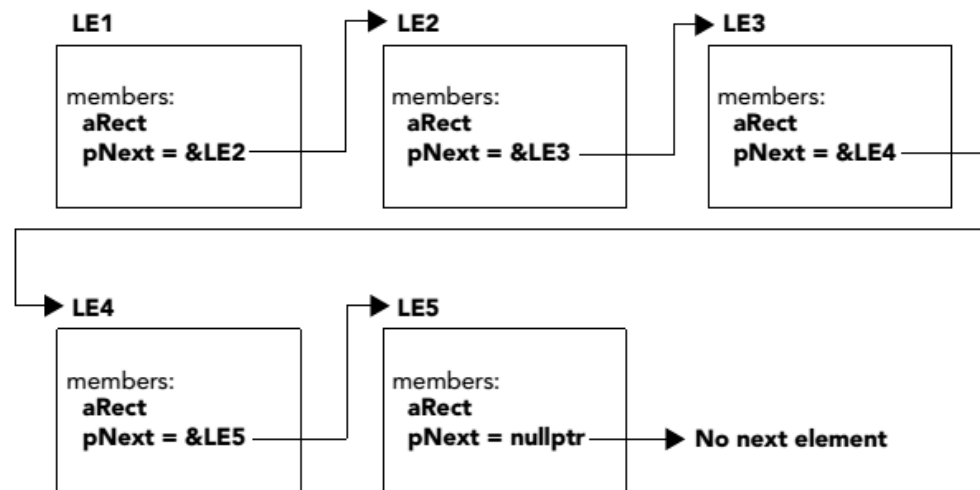 LE1
LE2
LE3
members:
aRect
pNext = &LE2
members:
aRect
pNext = &LE3
members:
aRect
pNext = &LE4
LE4
LE5
members:
aRect
pNext = &LE5
members:
aRect
pNext = nullptr
No next element